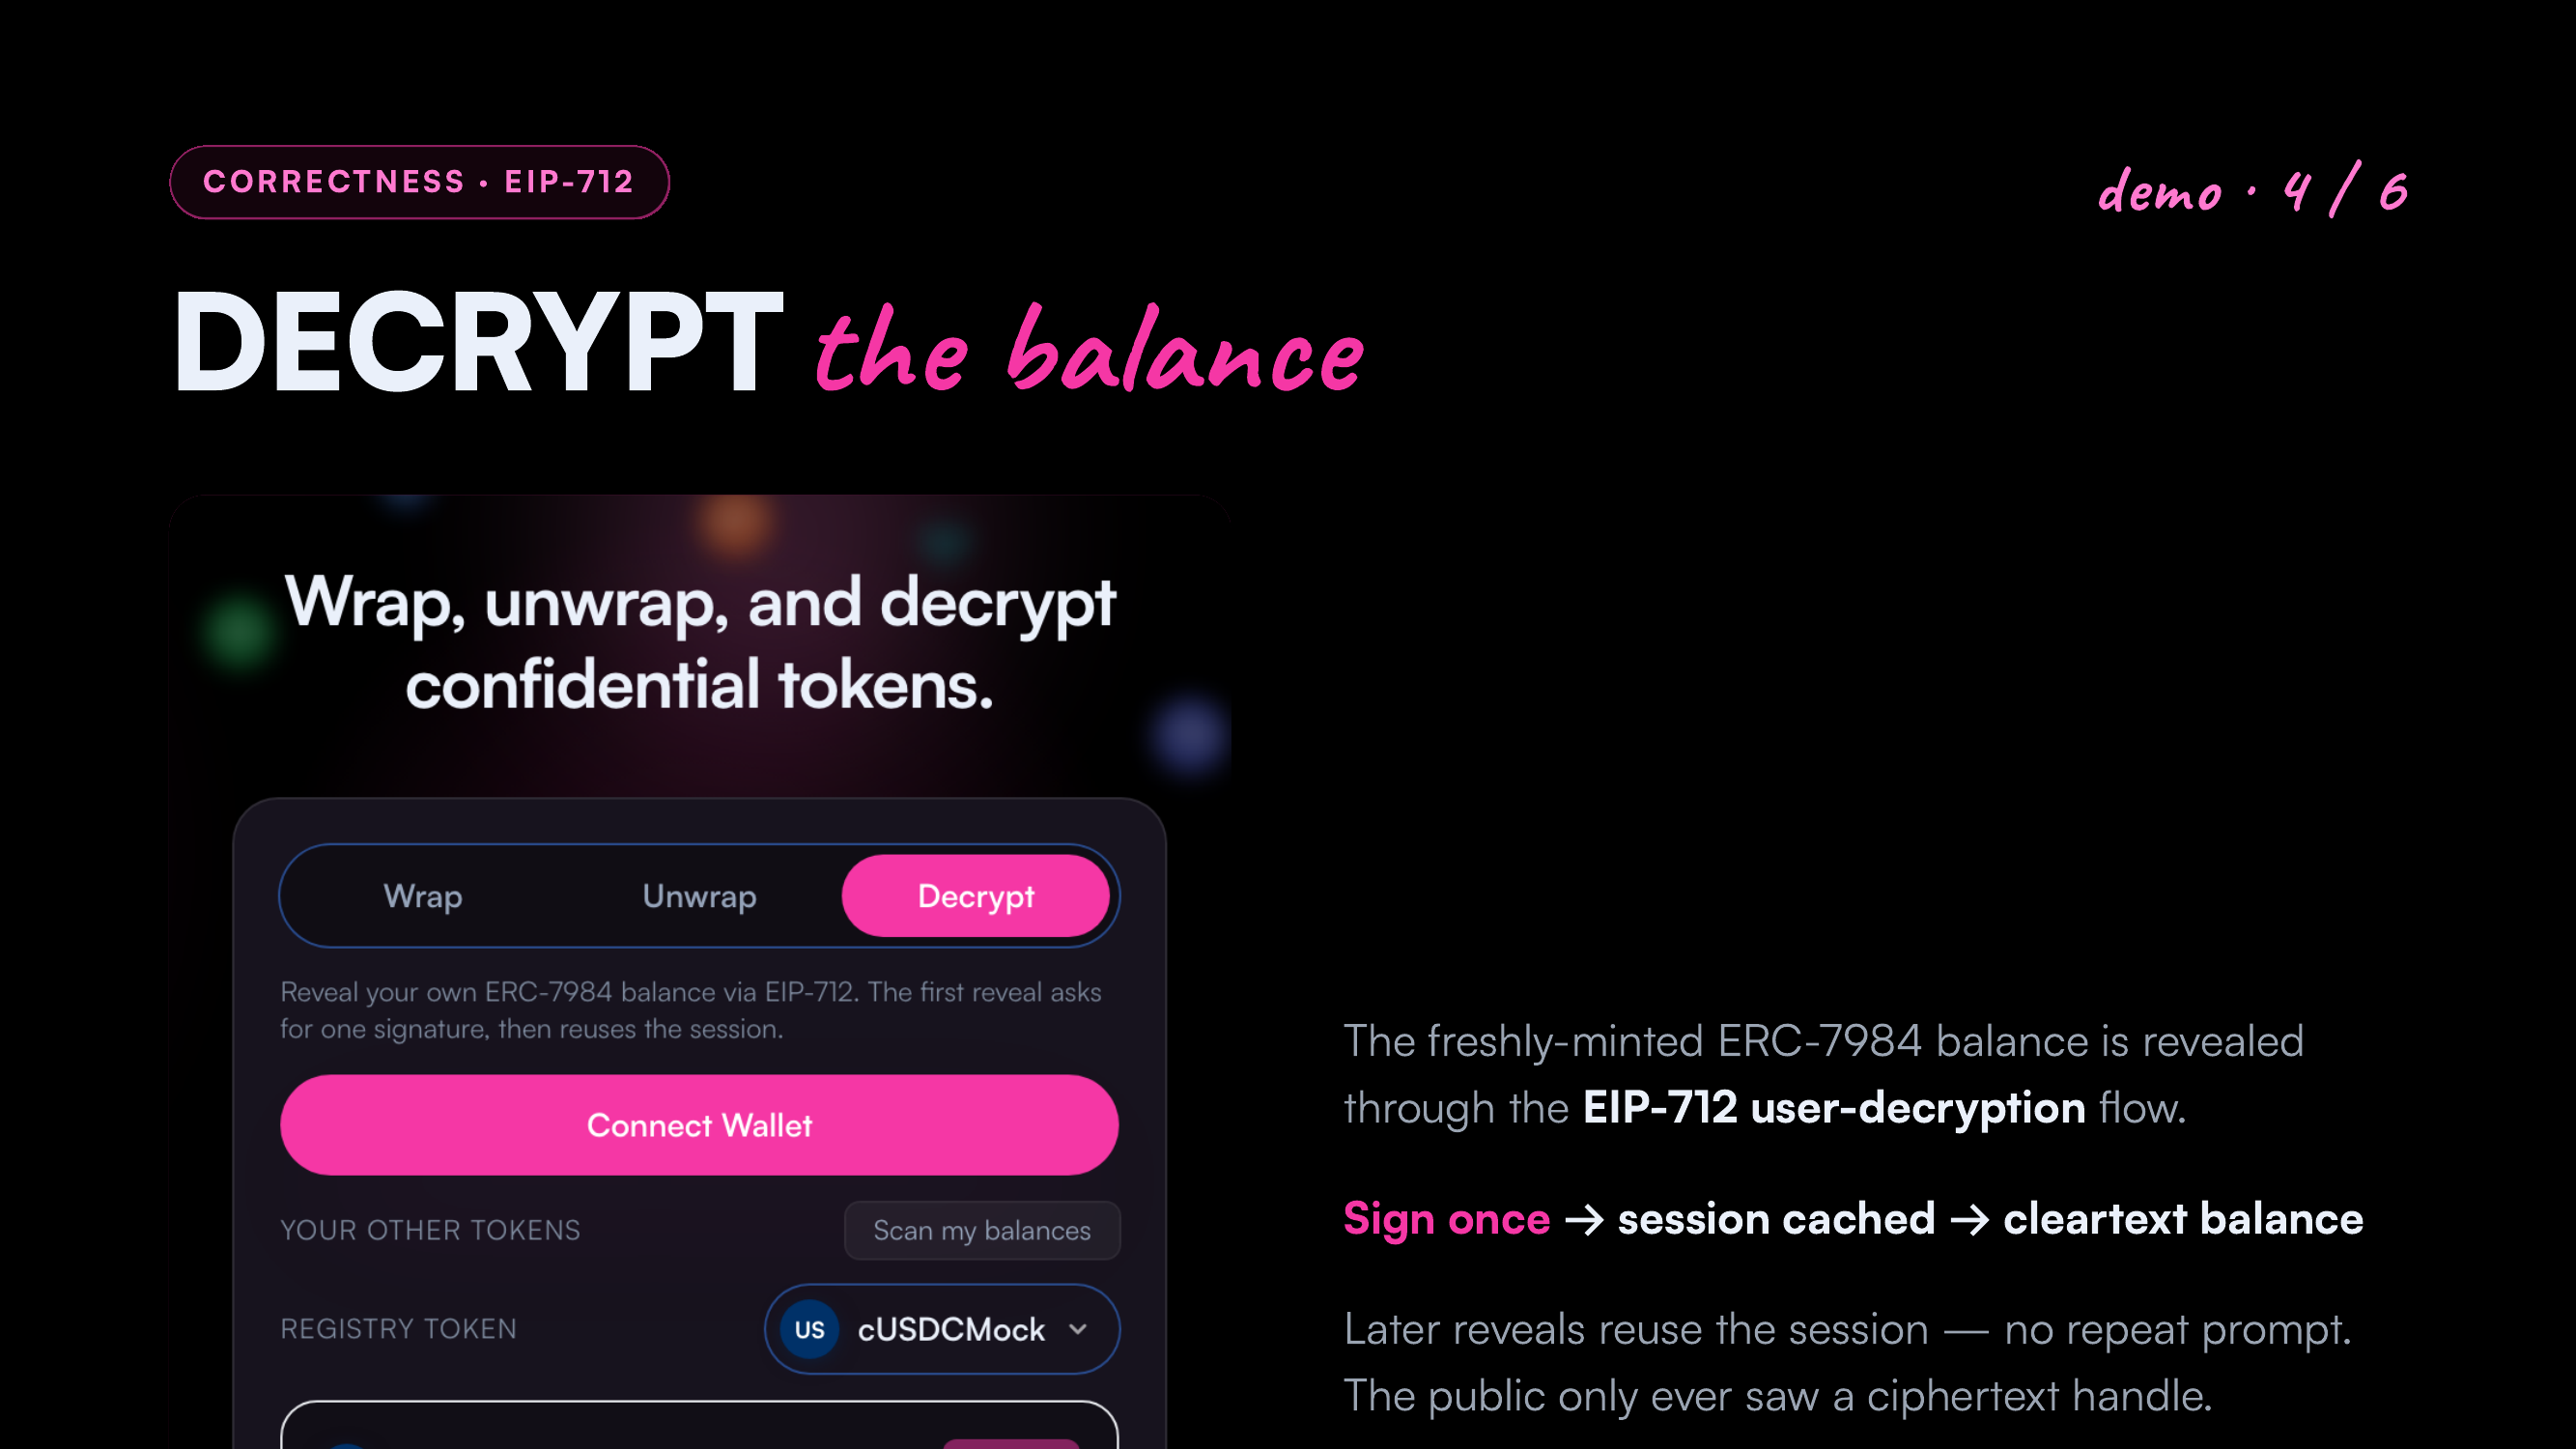 CORRECTNESS · EIP-712
demo · 4 / 6
DECRYPT the balance
Wrap, unwrap, and decrypt
confidential tokens.
Wrap
Unwrap
Decrypt
Reveal your own ERC-7984 balance via EIP-712. The first reveal asks
for one signature, then reuses the session.
Connect Wallet
YOUR OTHER TOKENS
Scan my balances
REGISTRY TOKEN
US
cUSDCMock
The freshly-minted ERC-7984 balance is revealed
through the EIP-712 user-decryption flow.
Sign once → session cached → cleartext balance
Later reveals reuse the session — no repeat prompt.
The public only ever saw a ciphertext handle.